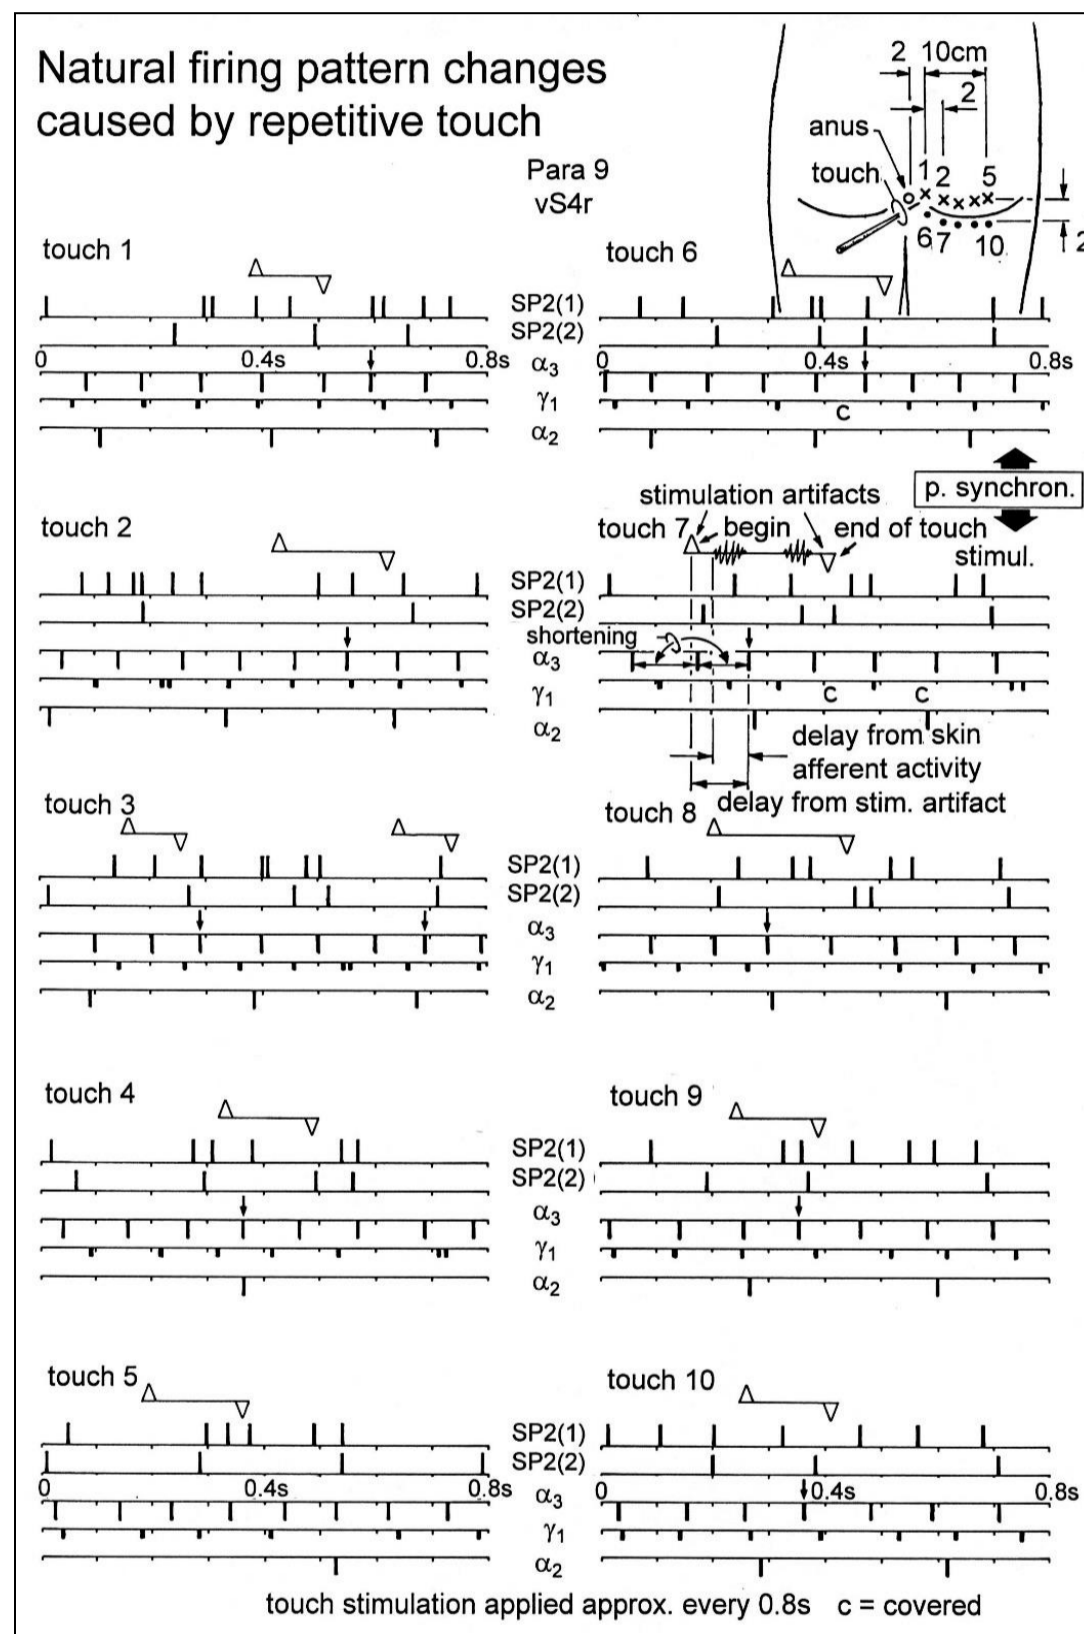 Natural firing pattern changes
caused by repetitive touch
Para 9
vS4r
2 10cm
2
anus
touch
1 2 5
6 7 10
2
touch 1
SP2(1)
SP2(2)
0 0.4s 0.8s
α3
γ1
α2
touch 6
0 0.4s 0.8s
c
p. synchron.
stimul.
touch 2
SP2(1)
SP2(2)
α3
γ1
α2
stimulation artifacts
touch 7 begin end of touch
shortening
c c
delay from skin
afferent activity
delay from stim. artifact
touch 3
SP2(1)
SP2(2)
α3
γ1
α2
touch 8
touch 4
SP2(1)
SP2(2)
α3
γ1
α2
touch 9
touch 5
SP2(1)
SP2(2)
0 0.4s 0.8s
α3
γ1
α2
touch 10
0 0.4s 0.8s
touch stimulation applied approx. every 0.8s c = covered